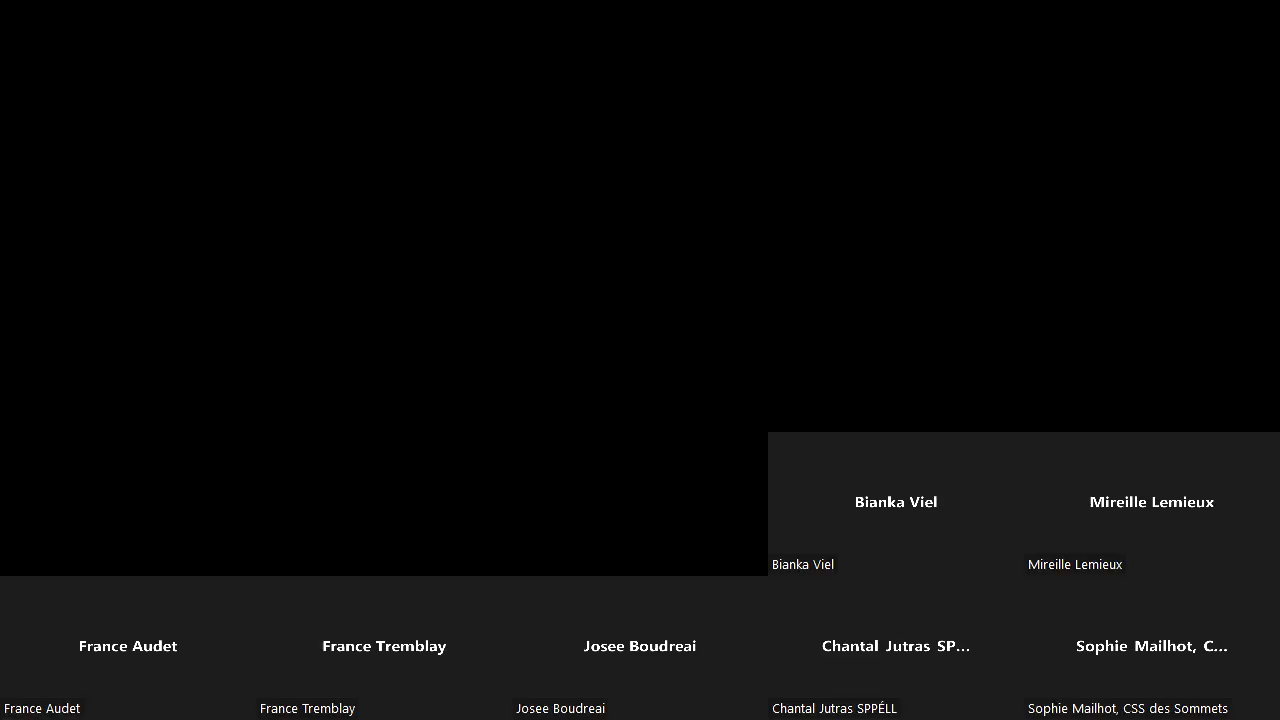 Bianka Viel
Mireille Lemieux
Bianka Viel
Mireille Lemieux
France Audet
France Tremblay
Josee Boudreai
Chantal Jutras SP...
Sophie Mailhot, C...
France Audet
France Tremblay
Josee Boudreai
Chantal Jutras SPPÉLL
Sophie Mailhot, CSS des Sommets